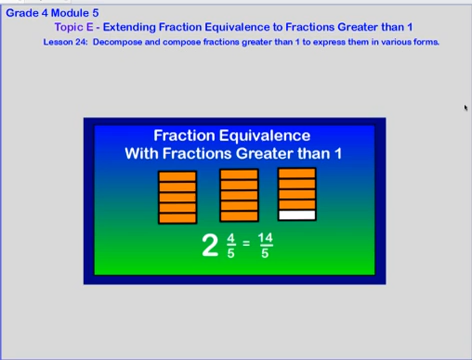 Grade 4 Module 5
Topic E - Extending Fraction Equivalence to Fractions Greater than 1
Lesson 24: Decompose and compose fractions greater than 1 to express them in various forms.
Fraction Equivalence
With Fractions Greater than 1
2 4/5 = 14/5